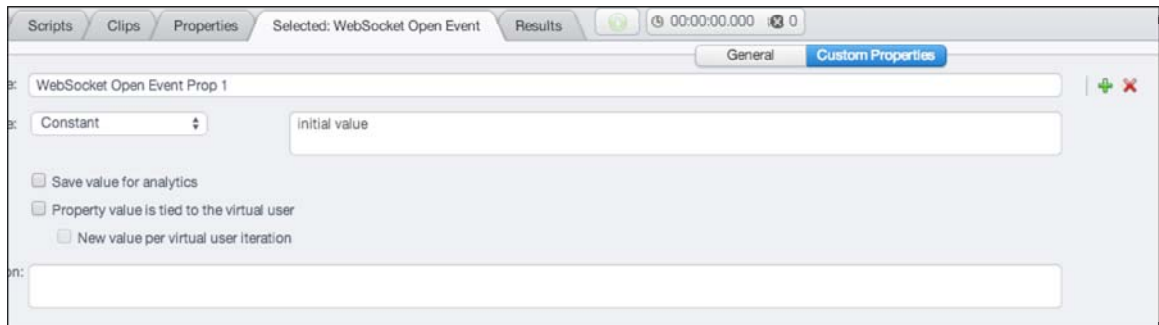 Scripts Clips Properties Selected: WebSocket Open Event Results 00:00:00.000 0
General Custom Properties
e: WebSocket Open Event Prop 1
e: Constant initial value
Save value for analytics
Property value is tied to the virtual user
New value per virtual user iteration
on: